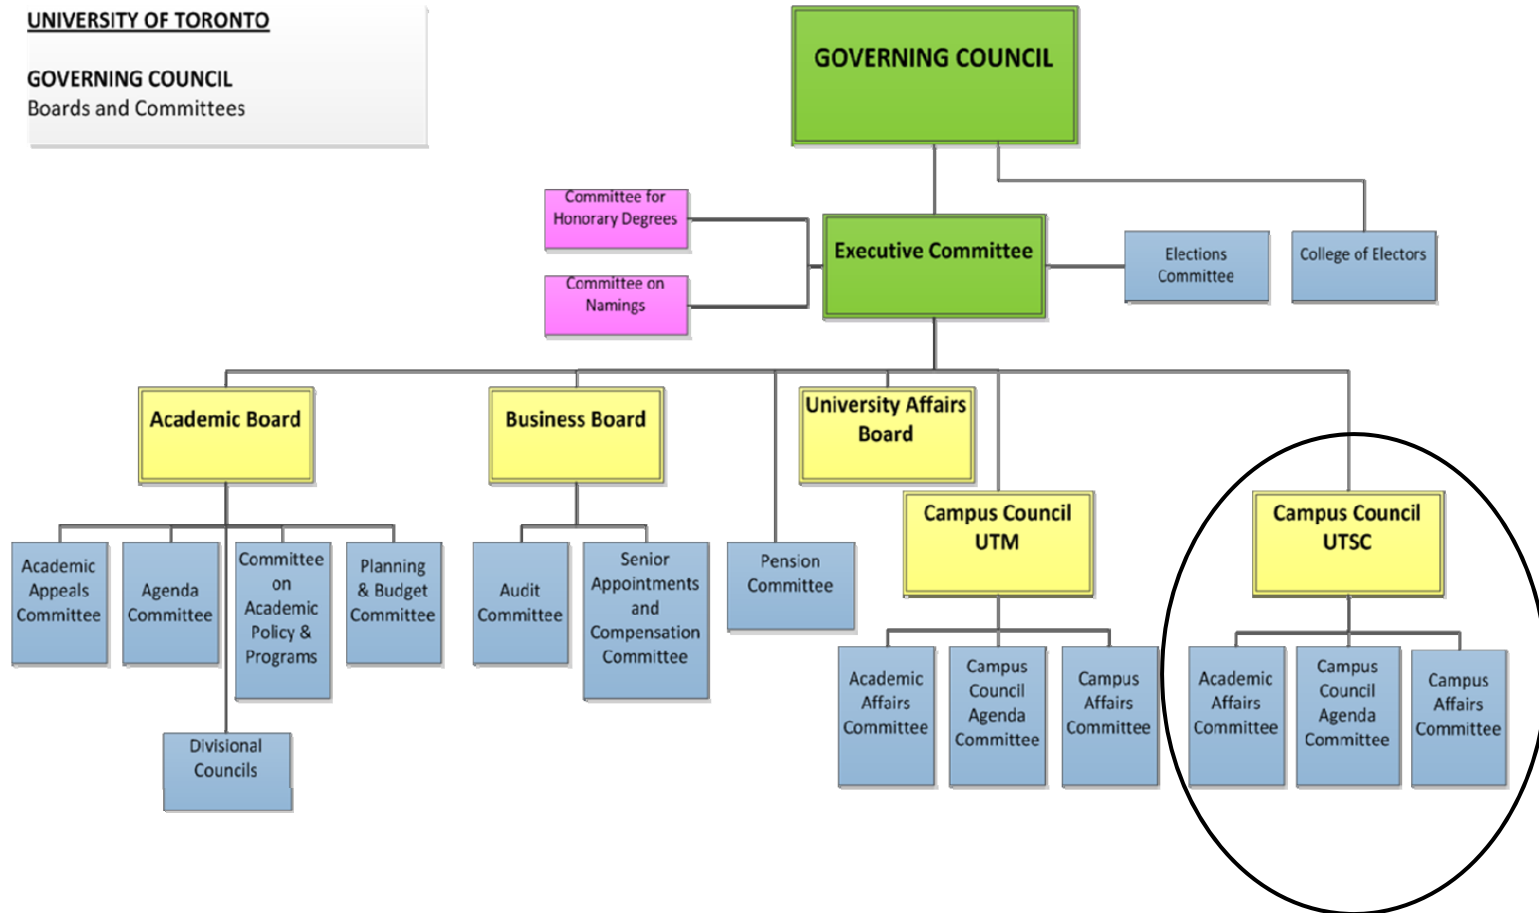 UNIVERSITY OF TORONTO
GOVERNING COUNCIL
Boards and Committees
GOVERNING COUNCIL
Committee for
Honorary Degrees
Committee on
Namings
Executive Committee
Elections
Committee
College of Electors
Academic Board
Business Board
University Affairs
Board
Campus Council
UTM
Campus Council
UTSC
Academic
Appeals
Committee
Agenda
Committee
Committee
on
Academic
Policy &
Programs
Planning
& Budget
Committee
Divisional
Councils
Audit
Committee
Senior
Appointments
and
Compensation
Committee
Pension
Committee
Academic
Affairs
Committee
Campus
Council
Agenda
Committee
Campus
Affairs
Committee
Academic
Affairs
Committee
Campus
Council
Agenda
Committee
Campus
Affairs
Committee